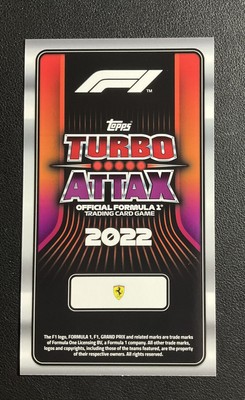 F1™
Topps
TURBO
ATTAX
OFFICIAL FORMULA 1®
TRADING CARD GAME
2022
The F1 logo, FORMULA 1, F1, GRAND PRIX and related marks are trade marks
of Formula One Licensing BV, a Formula 1 company. All other trade marks,
logos and copyrights, including those of the teams featured, are the property
of their respective owners. All rights reserved.